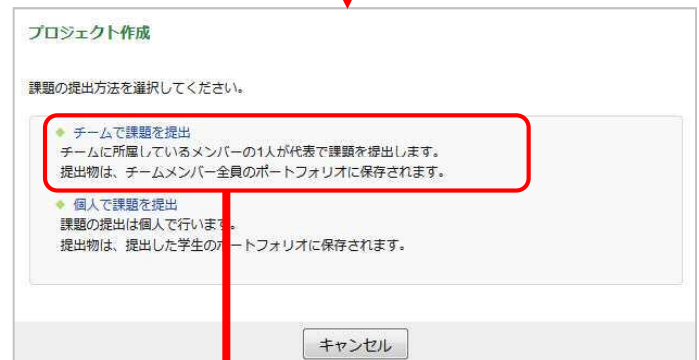 プロジェクト作成
課題の提出方法を選択してください。
チームで課題を提出
チームに所属しているメンバーの1人が代表で課題を提出します。
提出物は、チームメンバー全員のポートフォリオに保存されます。
個人で課題を提出
課題の提出は個人で行います。
提出物は、提出した学生のポートフォリオに保存されます。
キャンセル